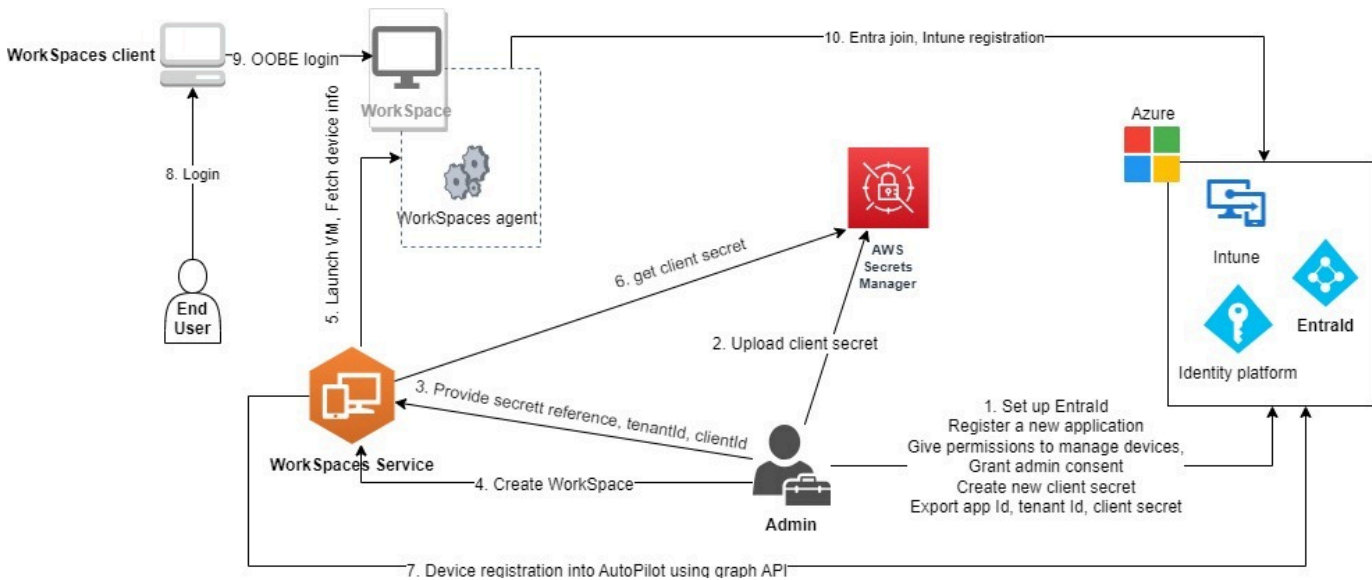 WorkSpaces client
9. OOBE login
WorkSpace
10. Entra join, Intune registration
Azure
8. Login
5. Launch VM, Fetch device info
WorkSpaces agent
6. get client secret
AWS
Secrets
Manager
Intune
EntraId
Identity platform
End
User
2. Upload client secret
3. Provide secrett reference, tenantId, clientId
WorkSpaces Service
4. Create WorkSpace
Admin
1. Set up EntraId
Register a new application
Give permissions to manage devices,
Grant admin consent
Create new client secret
Export app Id, tenant Id, client secret
7. Device registration into AutoPilot using graph API